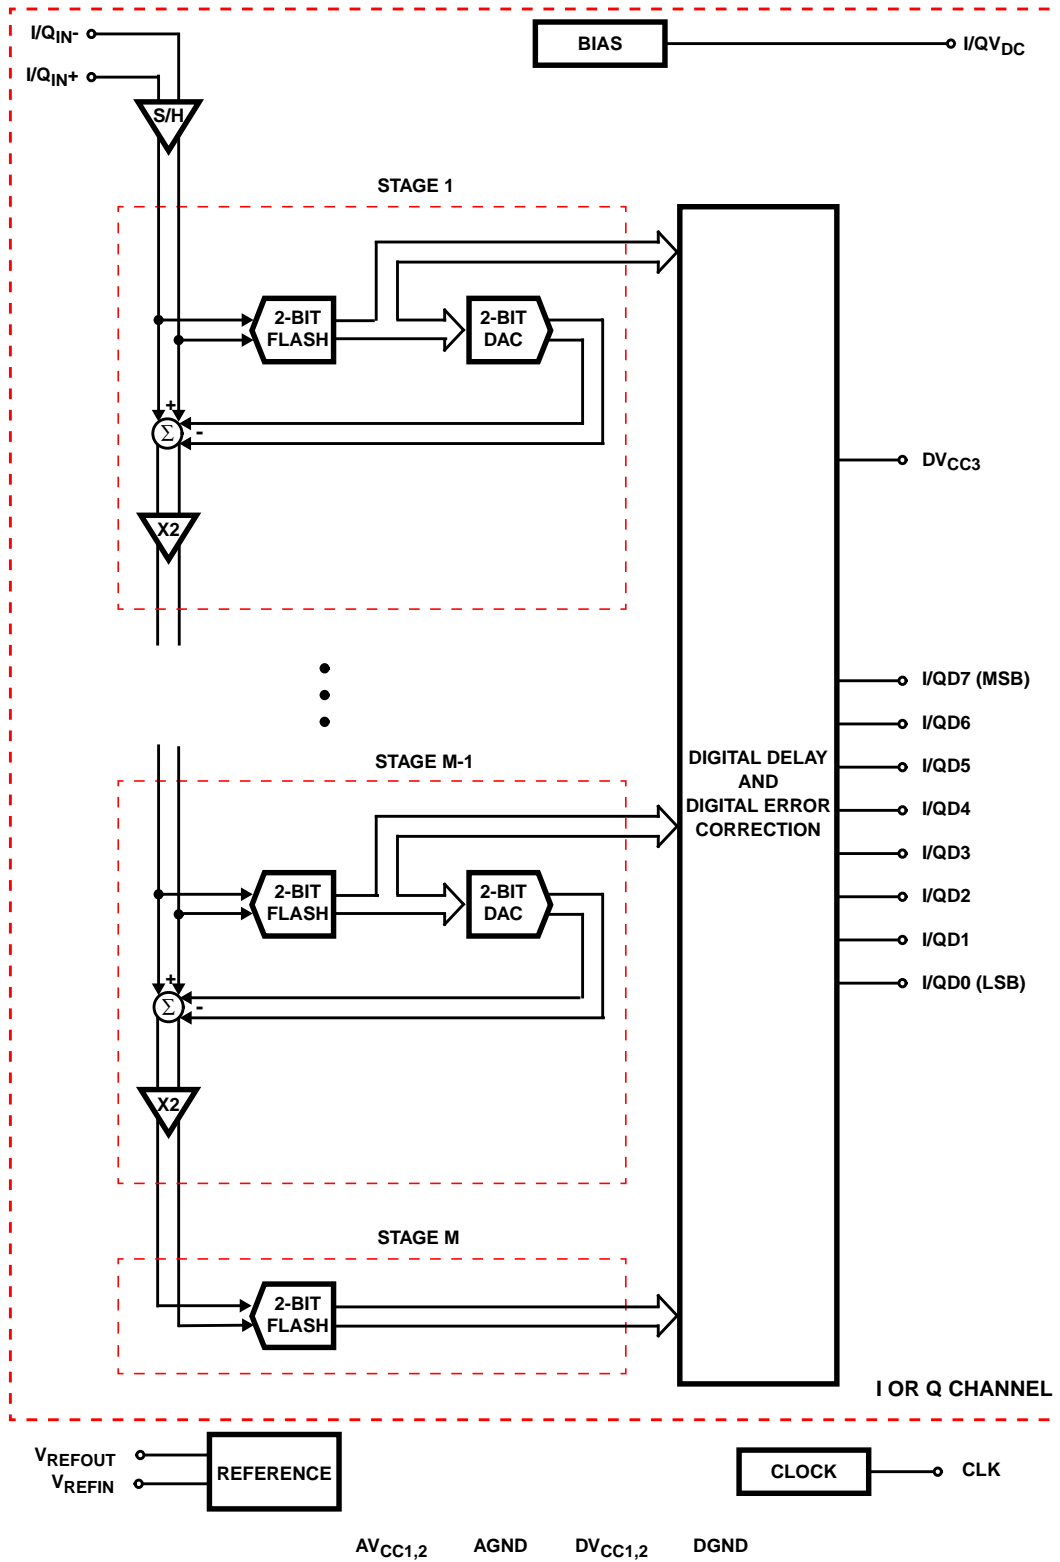 I/QIN-
BIAS
I/QVDC
I/QIN+
S/H
STAGE 1
2-BIT
FLASH
2-BIT
DAC
+
-
Σ
X2
DVCC3
I/QD7 (MSB)
I/QD6
I/QD5
I/QD4
I/QD3
I/QD2
I/QD1
I/QD0 (LSB)
DIGITAL DELAY
AND
DIGITAL ERROR
CORRECTION
STAGE M-1
2-BIT
FLASH
2-BIT
DAC
+
-
Σ
X2
STAGE M
2-BIT
FLASH
I OR Q CHANNEL
VREFOUT
VREFIN
REFERENCE
CLOCK
CLK
AVCC1,2 AGND DVCC1,2 DGND